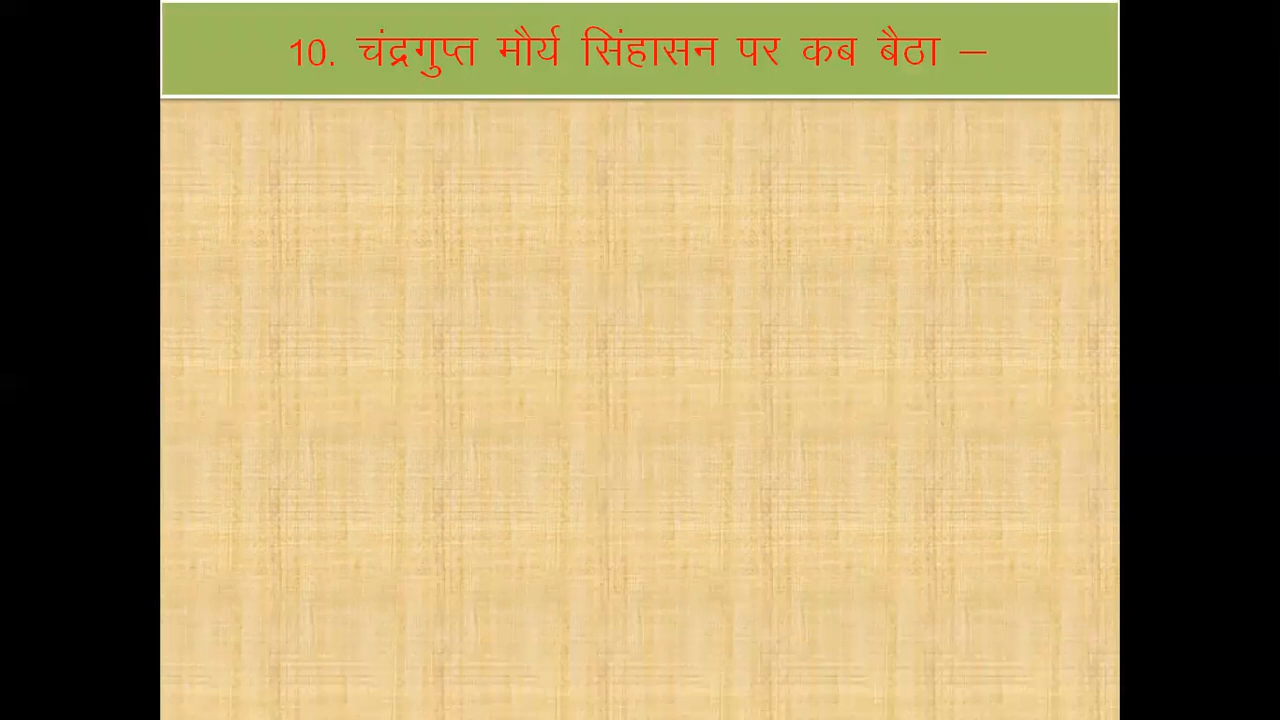 10. चंद्रगुप्त मौर्य सिंहासन पर कब बैठा –